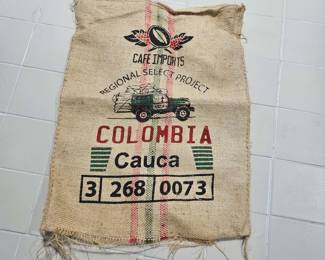 CAFE IMPORTS
REGIONAL SELECT PROJECT
COLOMBIA
Cauca
3 268 0073